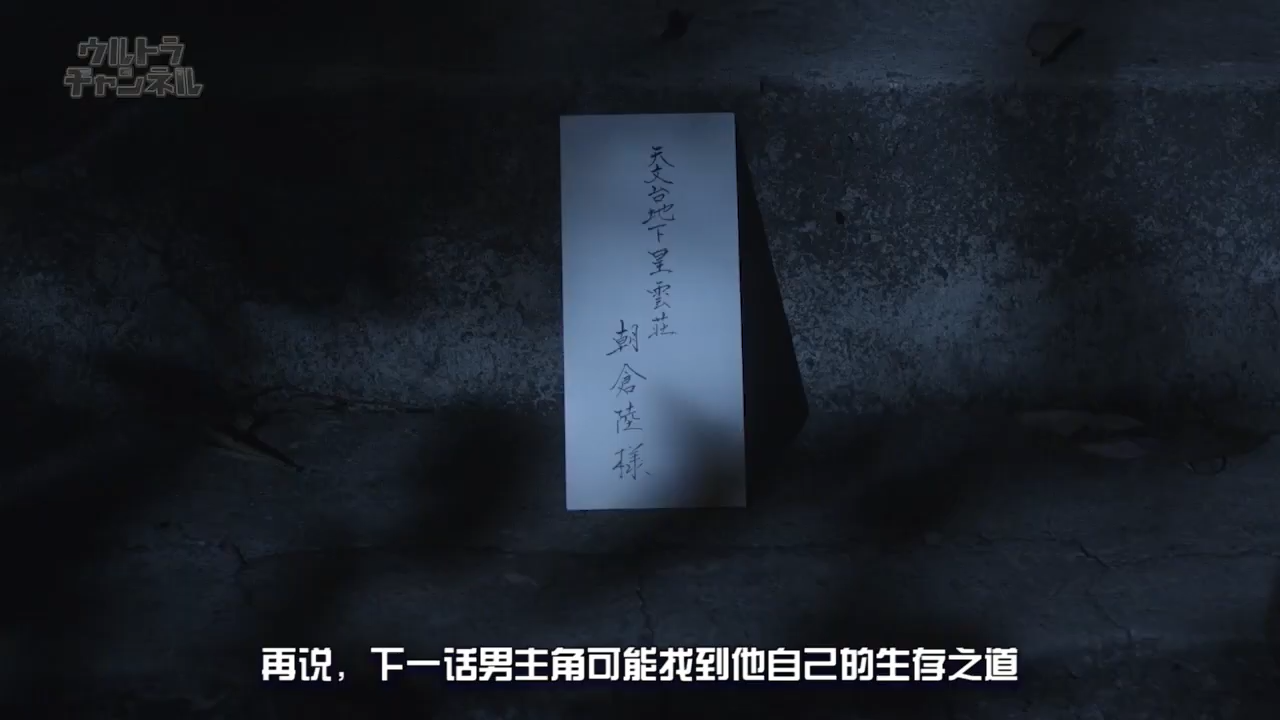 ウルトラ
チャンネル
天文台地下星雲荘
朝倉陸様
再说，下一话男主角可能找到他自己的生存之道